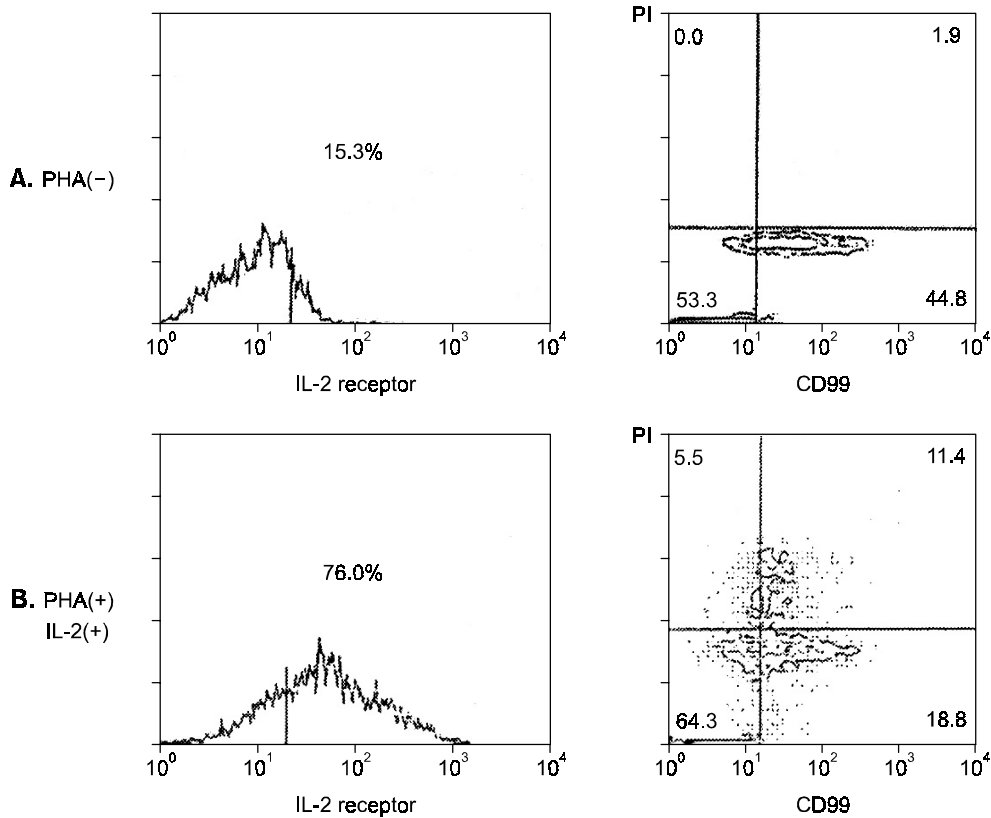 A. PHA(−)
15.3%
10⁰ 10¹ 10² 10³ 10⁴
IL-2 receptor
PI
0.0 1.9
53.3 44.8
10⁰ 10¹ 10² 10³ 10⁴
CD99
B. PHA(+)
IL-2(+)
76.0%
10⁰ 10¹ 10² 10³ 10⁴
IL-2 receptor
PI
5.5 11.4
64.3 18.8
10⁰ 10¹ 10² 10³ 10⁴
CD99